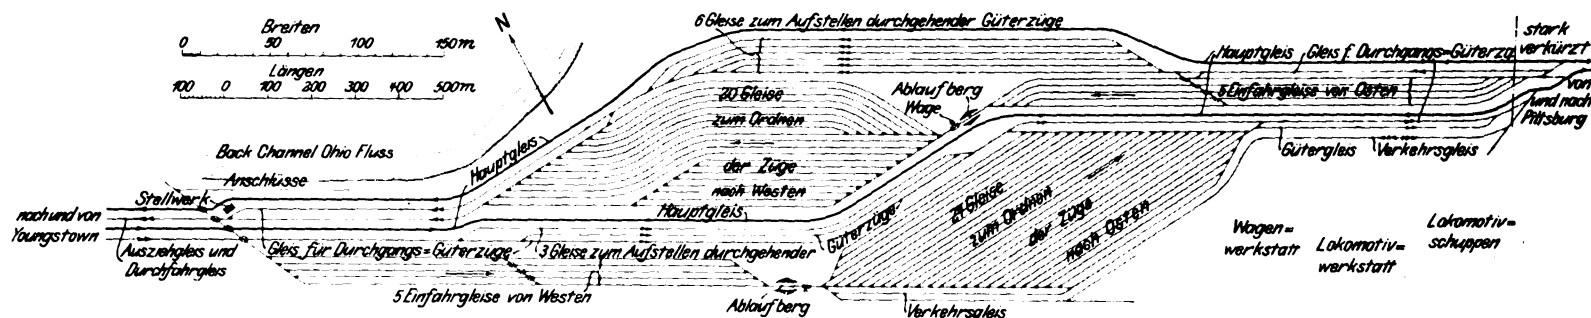 Breiten
0 50 100 150 m
Längen
100 0 100 200 300 400 500 m
N
6 Gleise zum Aufstellen durchgehender Güterzüge
Hauptgleis
Gleis f. Durchgangs=Güterzg
stark
verkürzt
5 Einfahrgleise von Osten
von
und nach
Pittsburg
Ablaufberg
Wage
20 Gleise
zum Ordnen
der Züge
nach Westen
Gütergleis
Verkehrsgleis
Back Channel Ohio Fluss
Anschlüsse
Hauptgleis
Stellwerk
nach und von
Youngstown
Ausziehgleis und
Durchfahrgleis
Hauptgleis
Gleis für Durchgangs=Güterzüge
3 Gleise zum Aufstellen durchgehender
Güterzüge
21 Gleise
zum Ordnen
der Züge
nach Osten
5 Einfahrgleise von Westen
Ablaufberg
Verkehrsgleis
Wagen=
werkstatt
Lokomotiv=
werkstatt
Lokomotiv=
schuppen